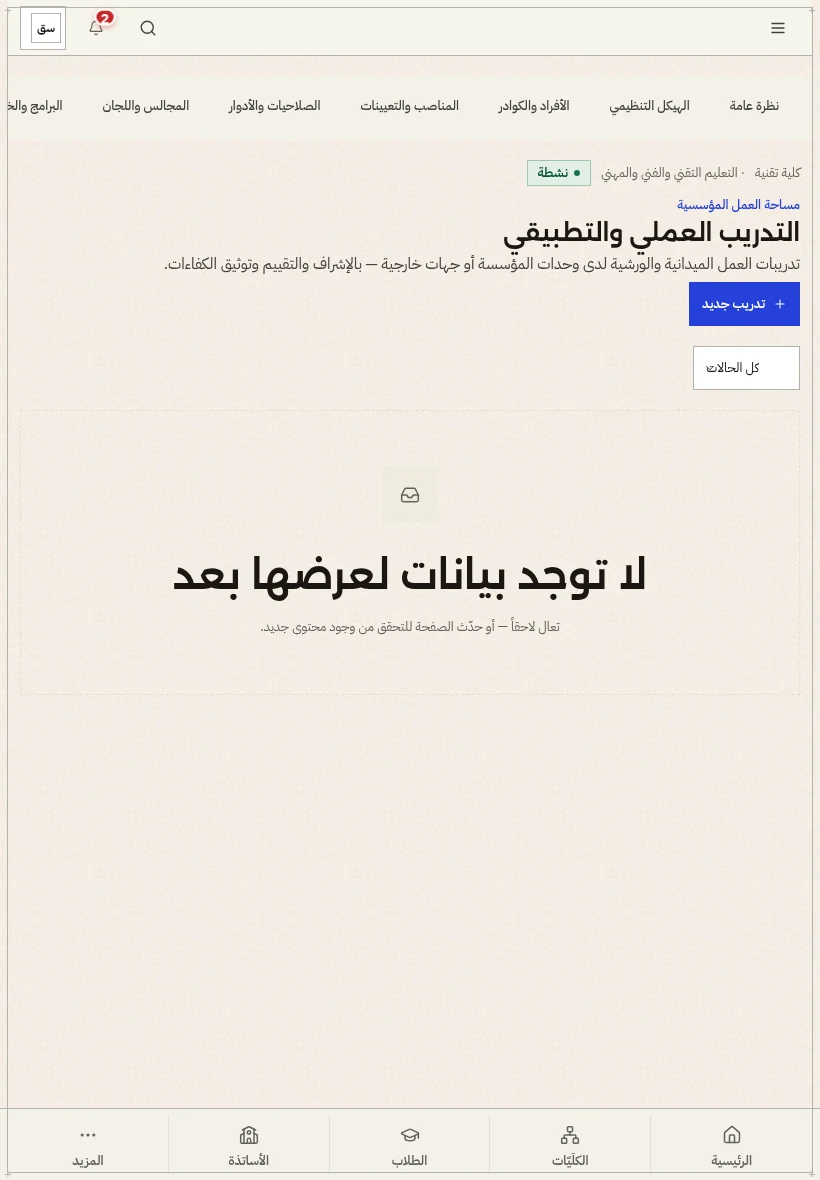 2
سق
نظرة عامة
الهيكل التنظيمي
الأفراد والكوادر
المناصب والتعيينات
الصلاحيات والأدوار
المجالس واللجان
البرامج
كلية تقنية · التعليم التقني والفني والمهني
نشطة
مساحة العمل المؤسسية
التدريب العملي والتطبيقي
تدريبات العمل الميدانية والورشية لدى وحدات المؤسسة أو جهات خارجية — بالإشراف والتقييم وتوثيق الكفاءات.
+ تدريب جديد
كل الحالات
لا توجد بيانات لعرضها بعد
تعال لاحقاً — أو حدّث الصفحة للتحقق من وجود محتوى جديد.
الرئيسية
الكليّات
الطلاب
الأساتذة
المزيد